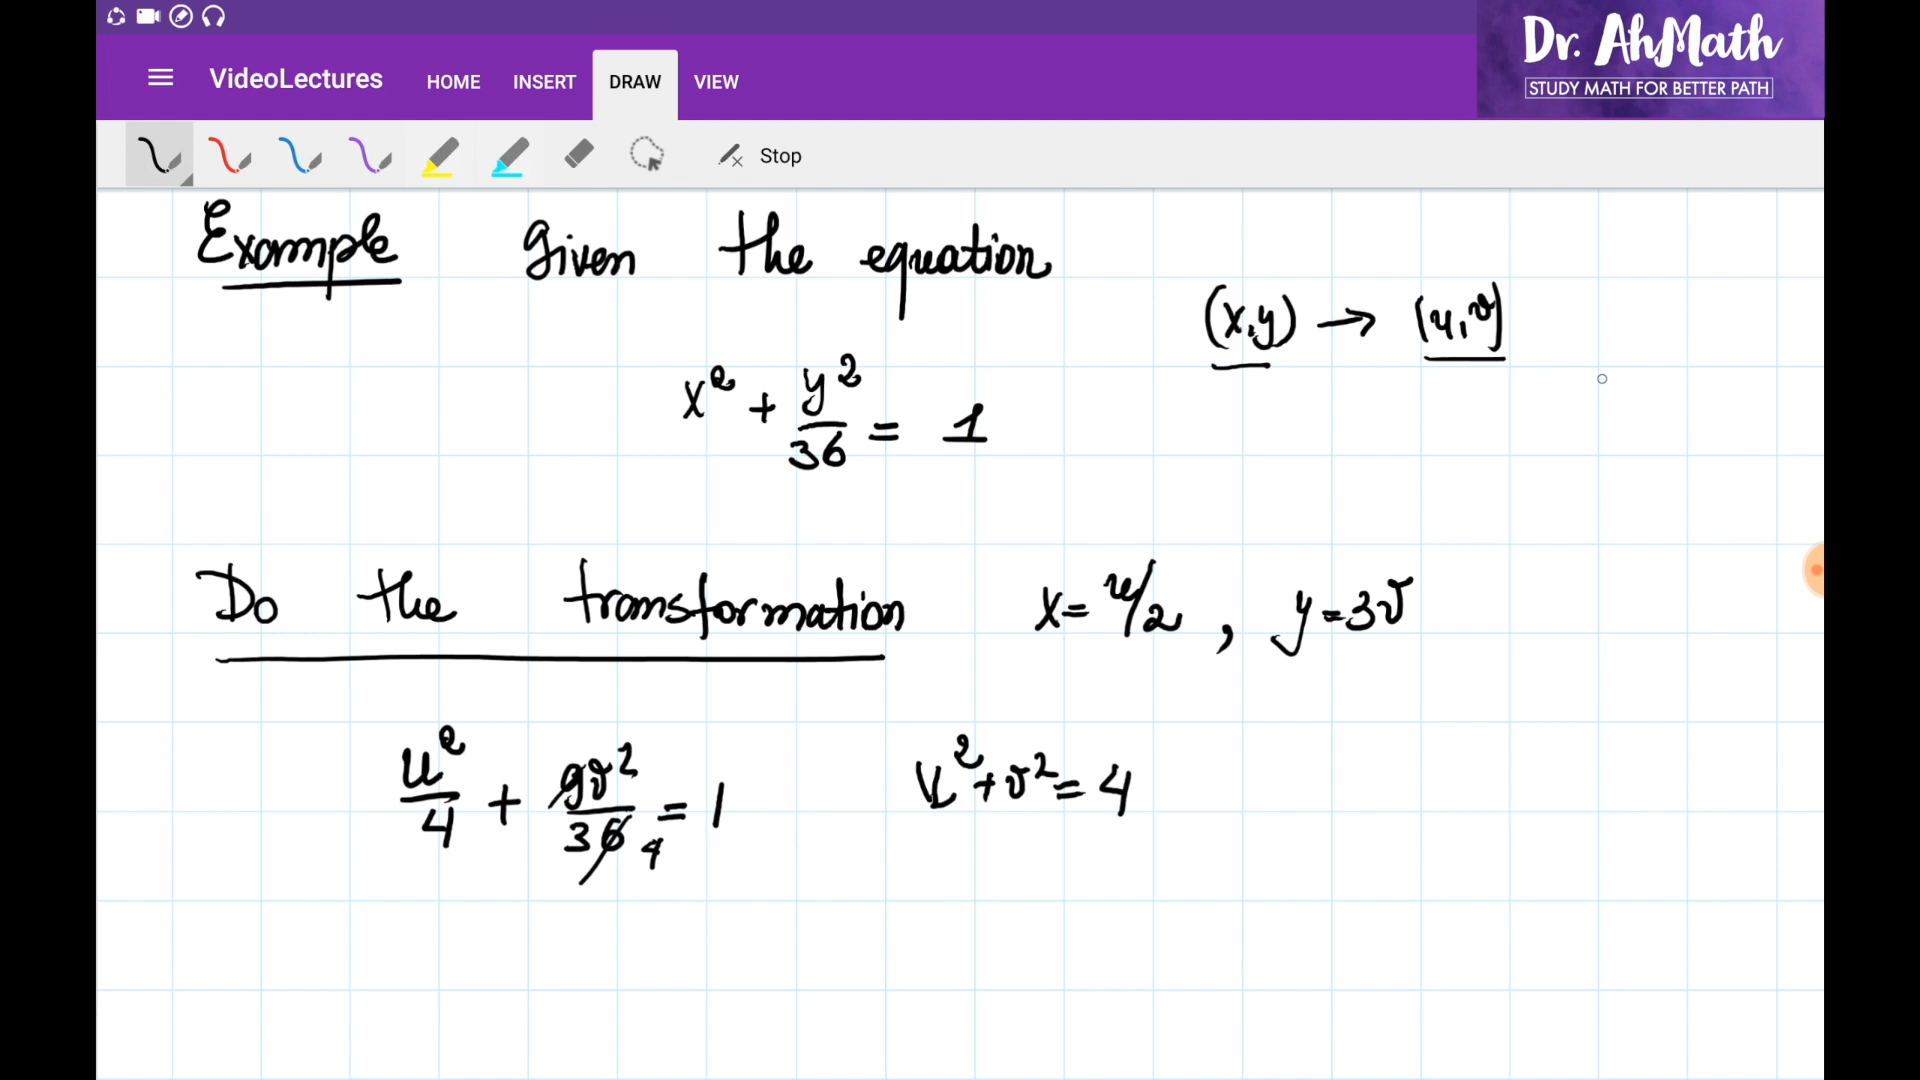 Dr. AhMath
STUDY MATH FOR BETTER PATH
VideoLectures HOME INSERT DRAW VIEW
Stop
Example Given the equation
(x,y) → (u,v)
x² + y²/36 = 1
Do the transformation x = u/2 , y = 3v
u²/4 + 9v²/36 4 = 1 u² + v² = 4